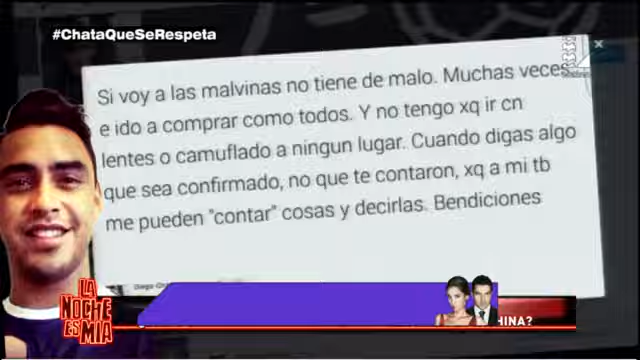 #ChataQueSeRespeta
Si voy a las malvinas no tiene de malo. Muchas veces
e ido a comprar como todos. Y no tengo xq ir cn
lentes o camuflado a ningun lugar. Cuando digas algo
que sea confirmado, no que te contaron, xq a mi tb
me pueden "contar" cosas y decirlas. Bendiciones
LA
NOCHE
ES
MIA
HINA?